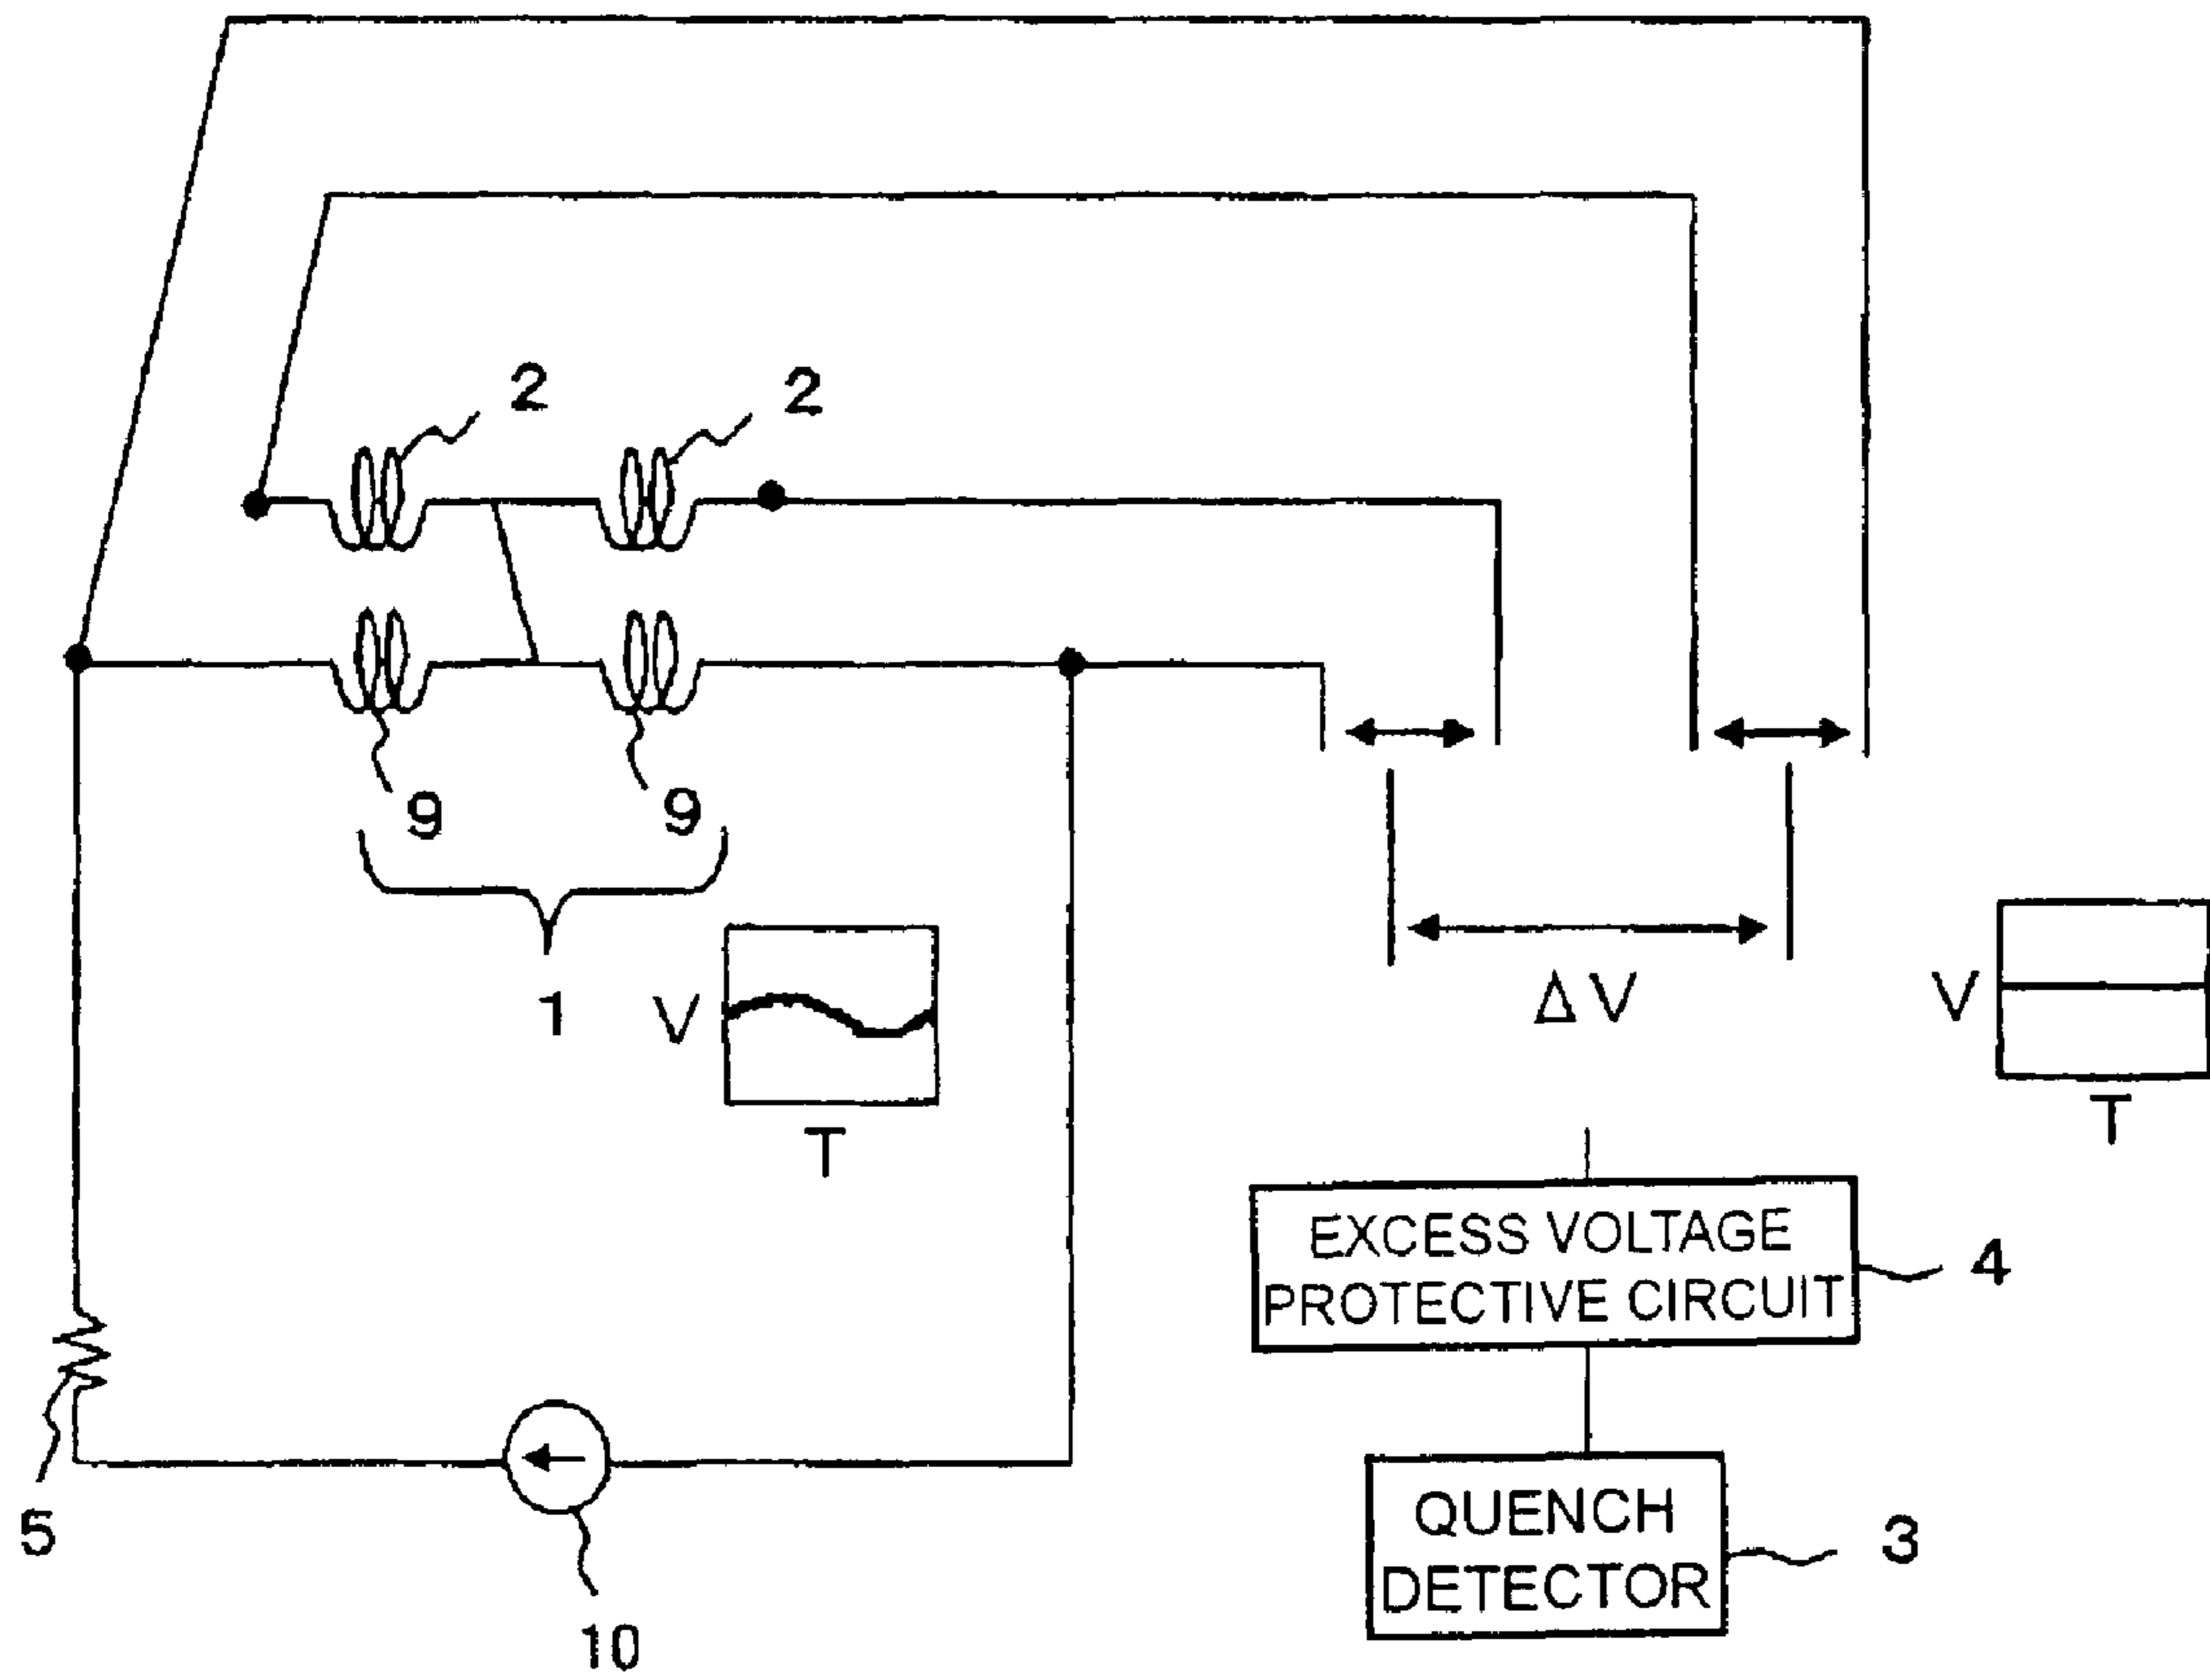 2
2
9
9
1
V
T
ΔV
V
T
EXCESS VOLTAGE
PROTECTIVE CIRCUIT
4
QUENCH
DETECTOR
3
5
10